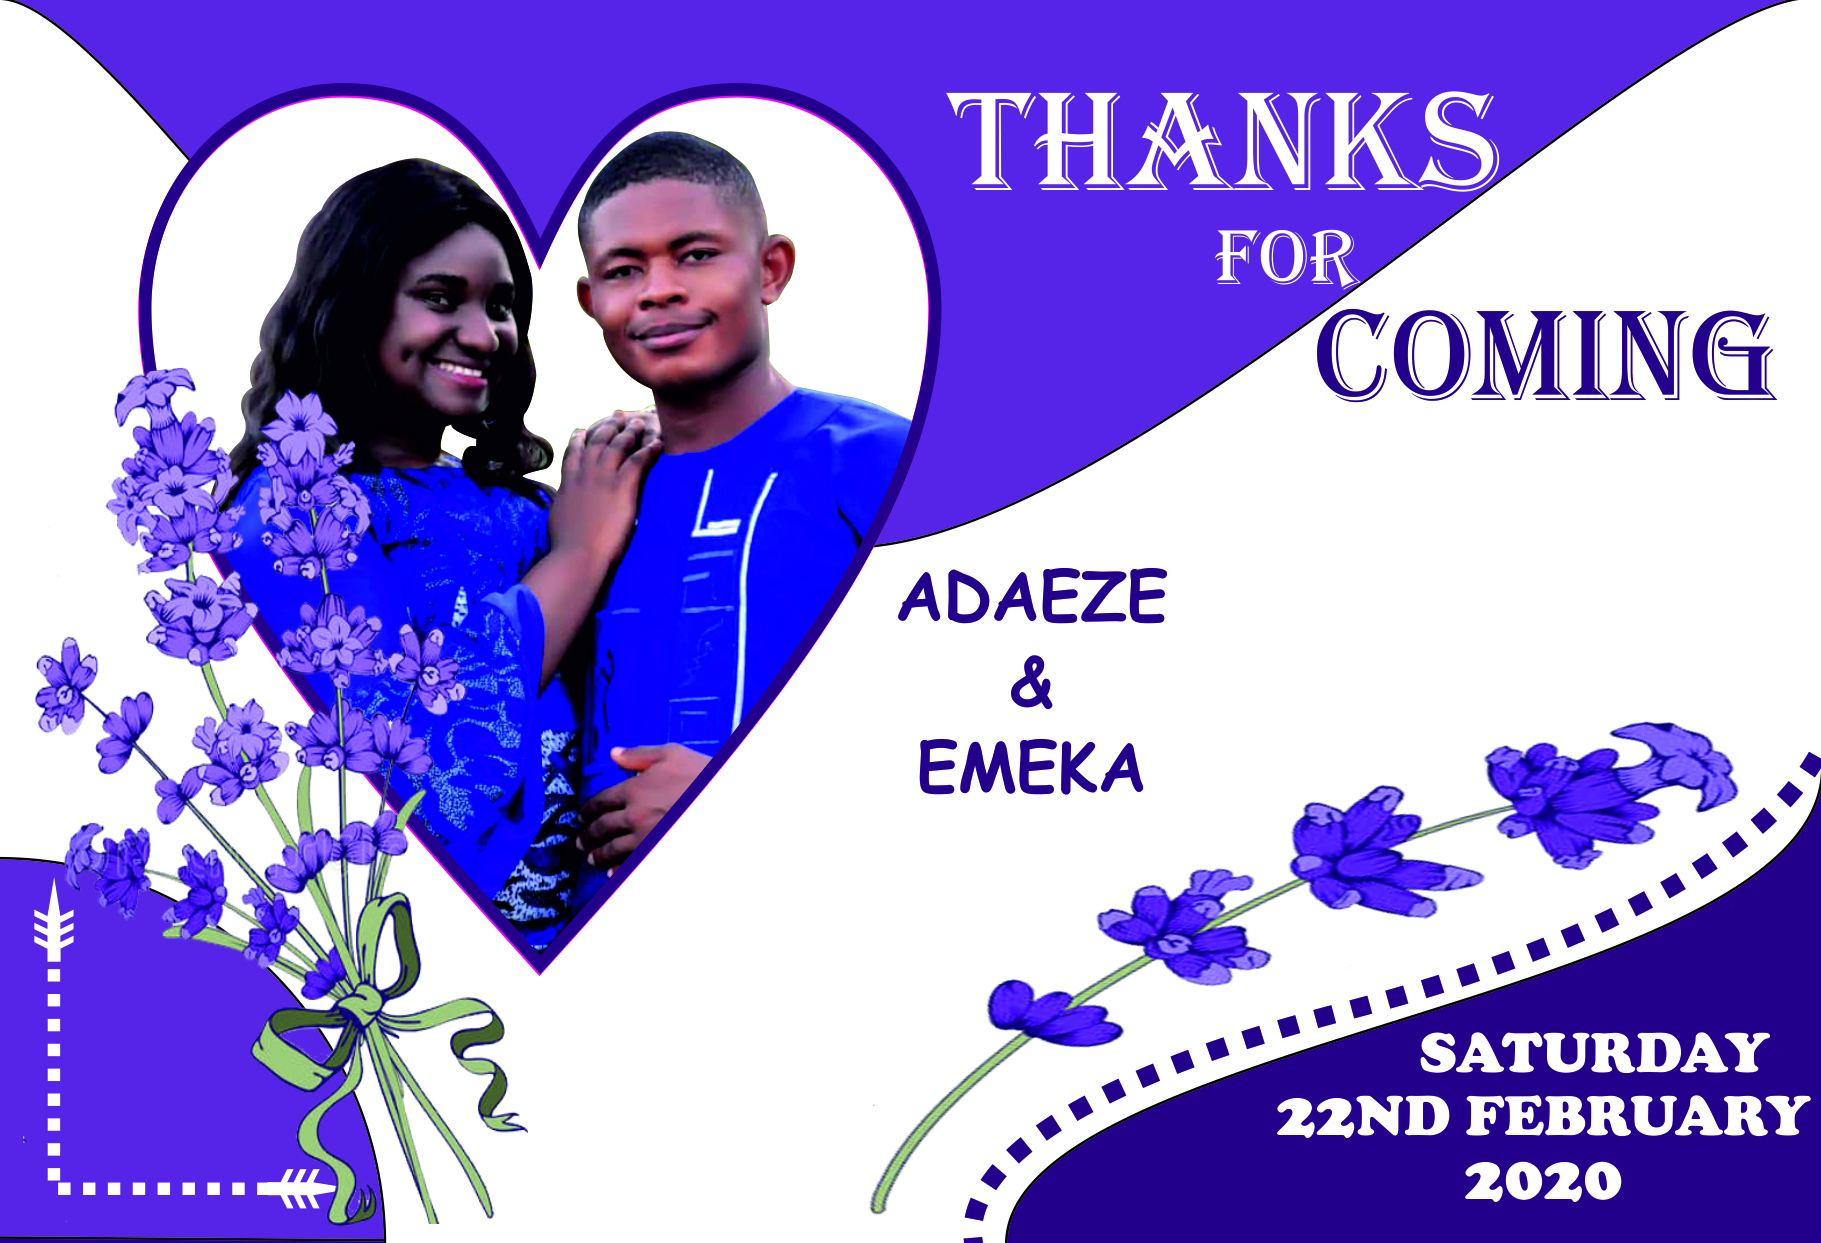 THANKS
FOR
COMING
ADAEZE
&
EMEKA
SATURDAY
22ND FEBRUARY
2020